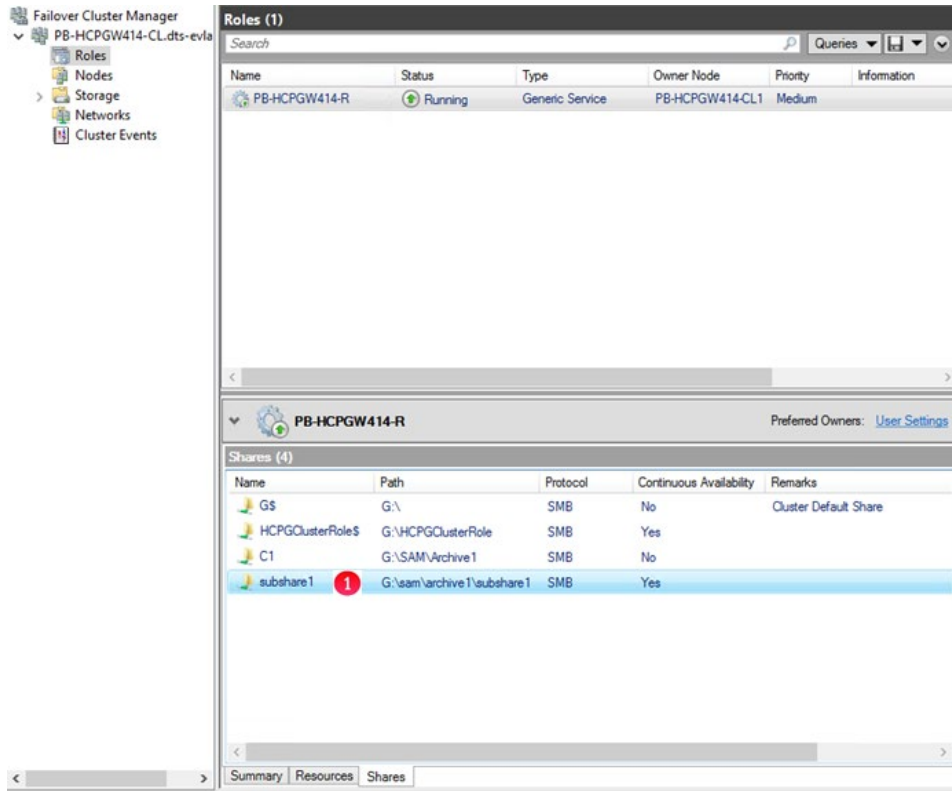 Failover Cluster Manager
PB-HCPGW414-CL.dts-evla
Roles
Nodes
Storage
Networks
Cluster Events
Roles (1)
Search
Queries
Name Status Type Owner Node Priority Information
PB-HCPGW414-R Running Generic Service PB-HCPGW414-CL1 Medium
PB-HCPGW414-R Preferred Owners: User Settings
Shares (4)
Name Path Protocol Continuous Availability Remarks
G$ G:\ SMB No Cluster Default Share
HCPGClusterRole$ G:\HCPGClusterRole SMB Yes
C1 G:\SAM\Archive1 SMB No
subshare1 1 G:\sam\archive1\subshare1 SMB Yes
Summary Resources Shares